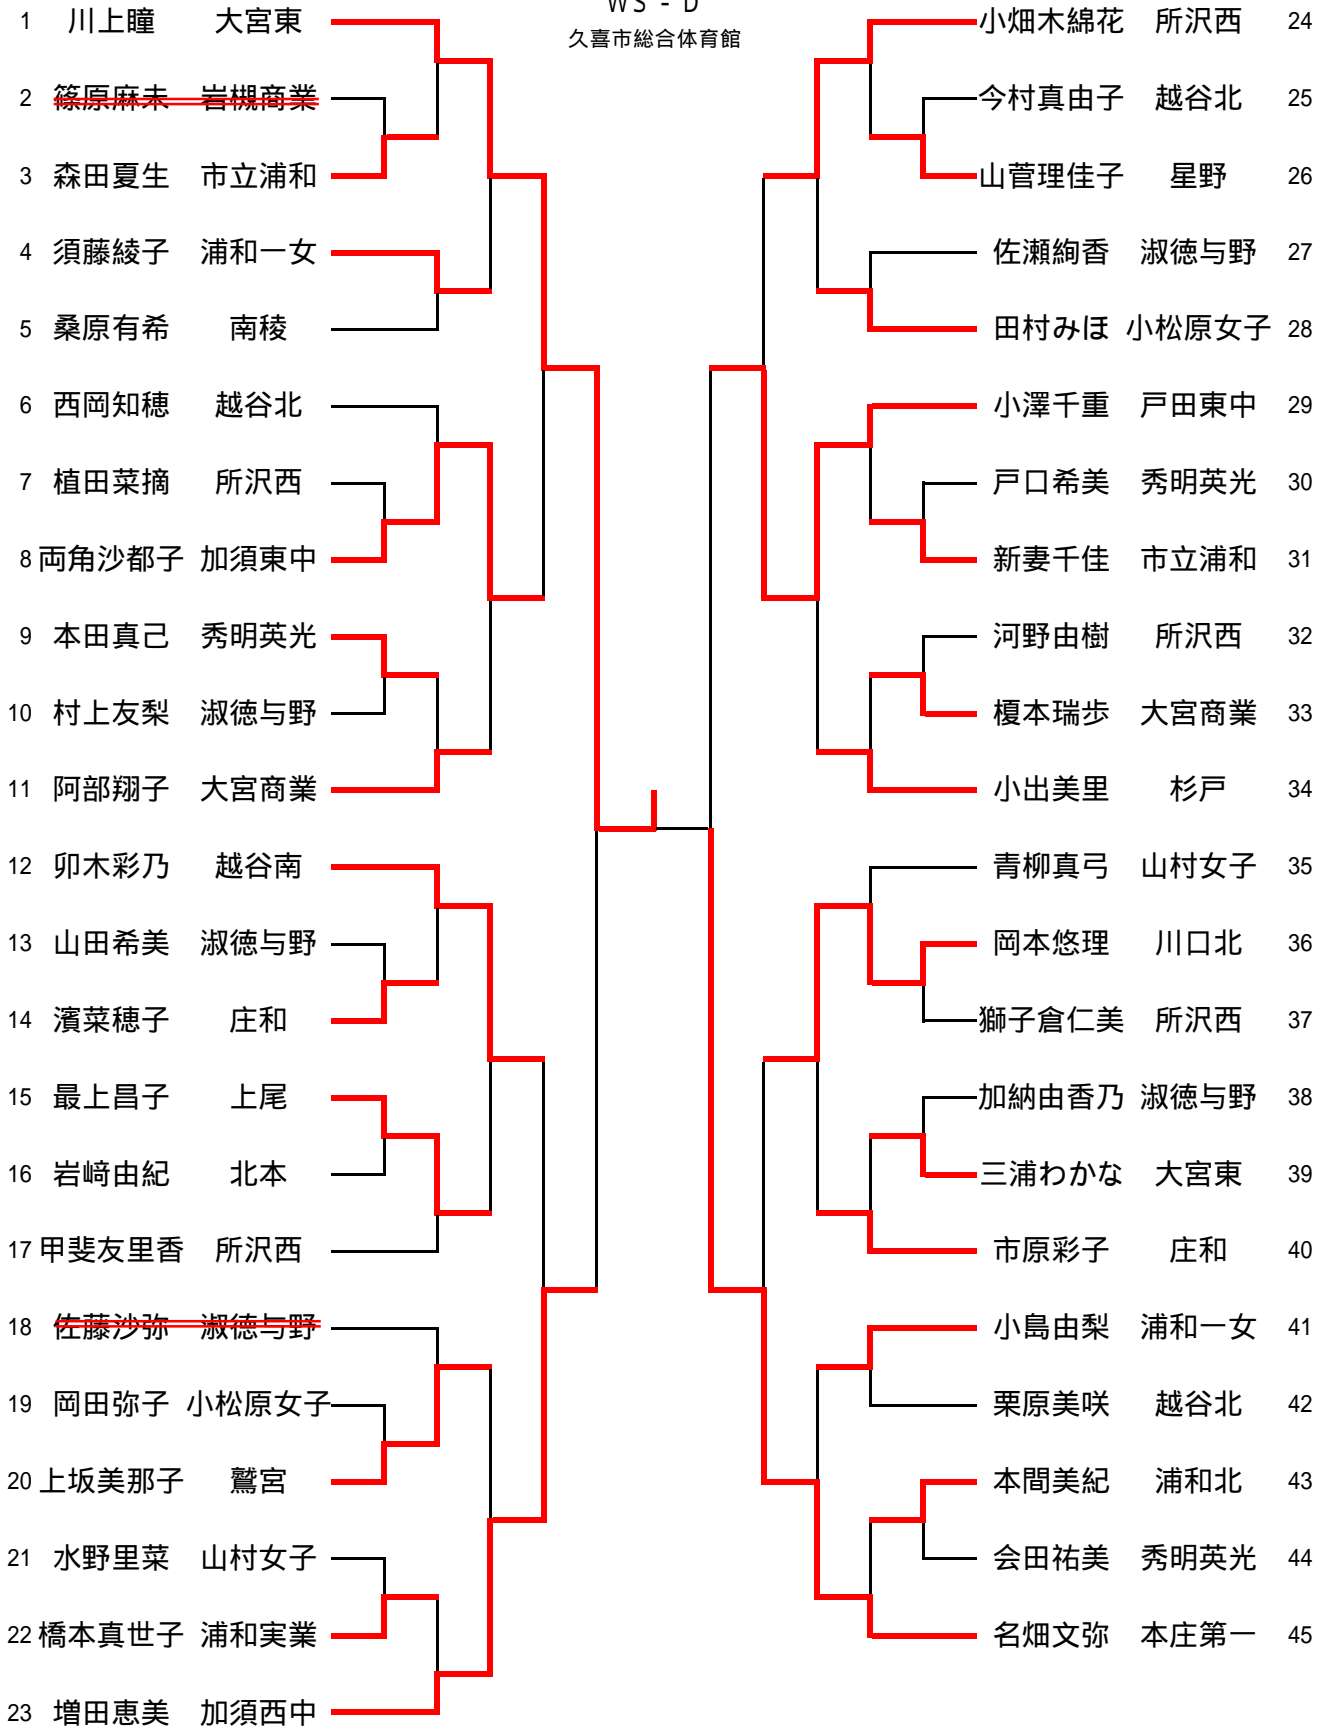 WS - D
久喜市総合体育館
1 川上瞳 大宮東
2 篠原麻未 岩槻商業
3 森田夏生 市立浦和
4 須藤綾子 浦和一女
5 桑原有希 南稜
6 西岡知穂 越谷北
7 植田菜摘 所沢西
8 両角沙都子 加須東中
9 本田真己 秀明英光
10 村上友梨 淑徳与野
11 阿部翔子 大宮商業
12 卯木彩乃 越谷南
13 山田希美 淑徳与野
14 濱菜穂子 庄和
15 最上昌子 上尾
16 岩﨑由紀 北本
17 甲斐友里香 所沢西
18 佐藤沙弥 淑徳与野
19 岡田弥子 小松原女子
20 上坂美那子 鷲宮
21 水野里菜 山村女子
22 橋本真世子 浦和実業
23 増田恵美 加須西中
小畑木綿花 所沢西 24
今村真由子 越谷北 25
山菅理佳子 星野 26
佐瀬絢香 淑徳与野 27
田村みほ 小松原女子 28
小澤千重 戸田東中 29
戸口希美 秀明英光 30
新妻千佳 市立浦和 31
河野由樹 所沢西 32
榎本瑞歩 大宮商業 33
小出美里 杉戸 34
青柳真弓 山村女子 35
岡本悠理 川口北 36
獅子倉仁美 所沢西 37
加納由香乃 淑徳与野 38
三浦わかな 大宮東 39
市原彩子 庄和 40
小島由梨 浦和一女 41
栗原美咲 越谷北 42
本間美紀 浦和北 43
会田祐美 秀明英光 44
名畑文弥 本庄第一 45